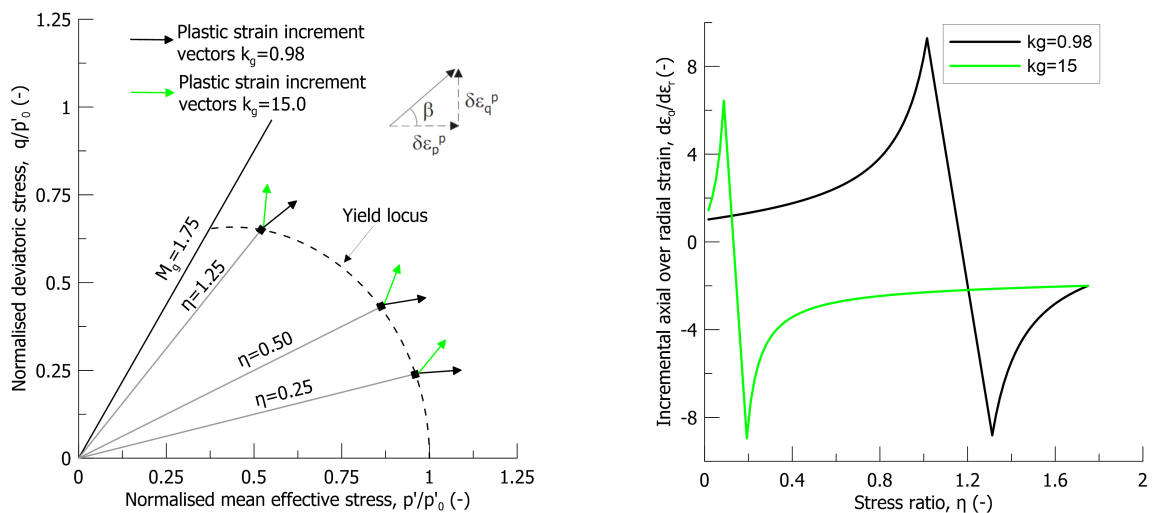 Plastic strain increment
vectors kg=0.98
Plastic strain increment
vectors kg=15.0
β
δεqᵖ
δεpᵖ
Yield locus
Mg=1.75
η=1.25
η=0.50
η=0.25
Normalised deviatoric stress, q/p'0 (-)
1.25
1
0.75
0.5
0.25
0
0
0.25
0.5
0.75
1
1.25
Normalised mean effective stress, p'/p'0 (-)
kg=0.98
kg=15
Incremental axial over radial strain, dεα/dεr (-)
8
4
0
-4
-8
0
0.4
0.8
1.2
1.6
2
Stress ratio, η (-)